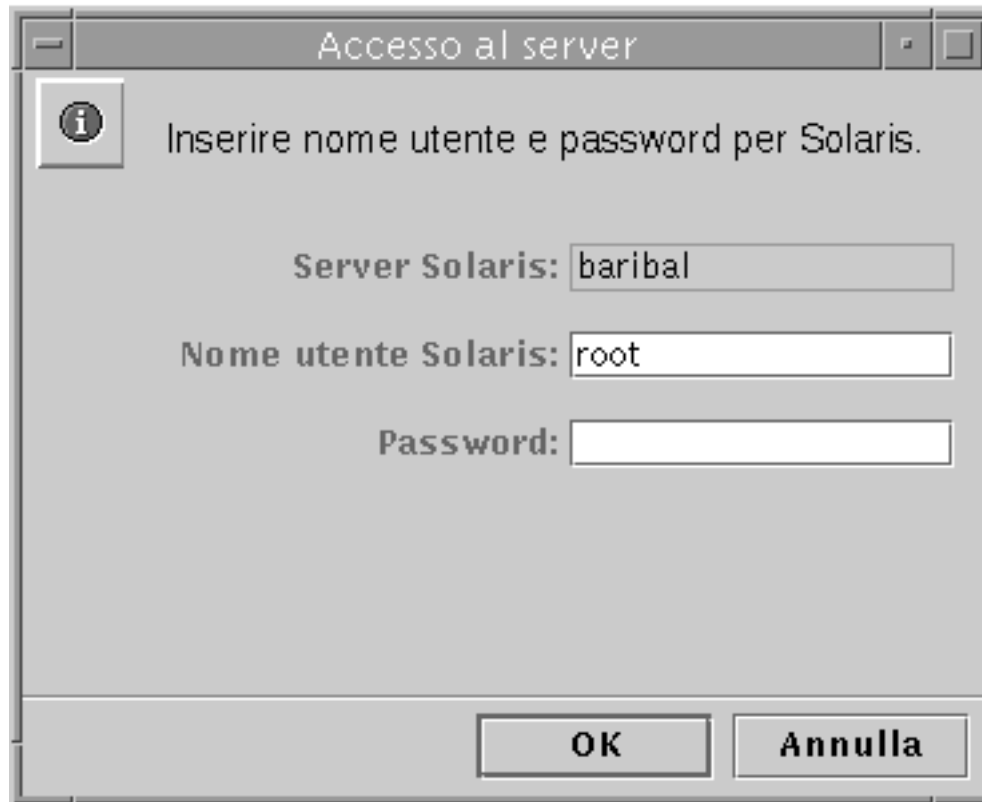 Accesso al server
Inserire nome utente e password per Solaris.
Server Solaris: baribal
Nome utente Solaris: root
Password:
OK Annulla